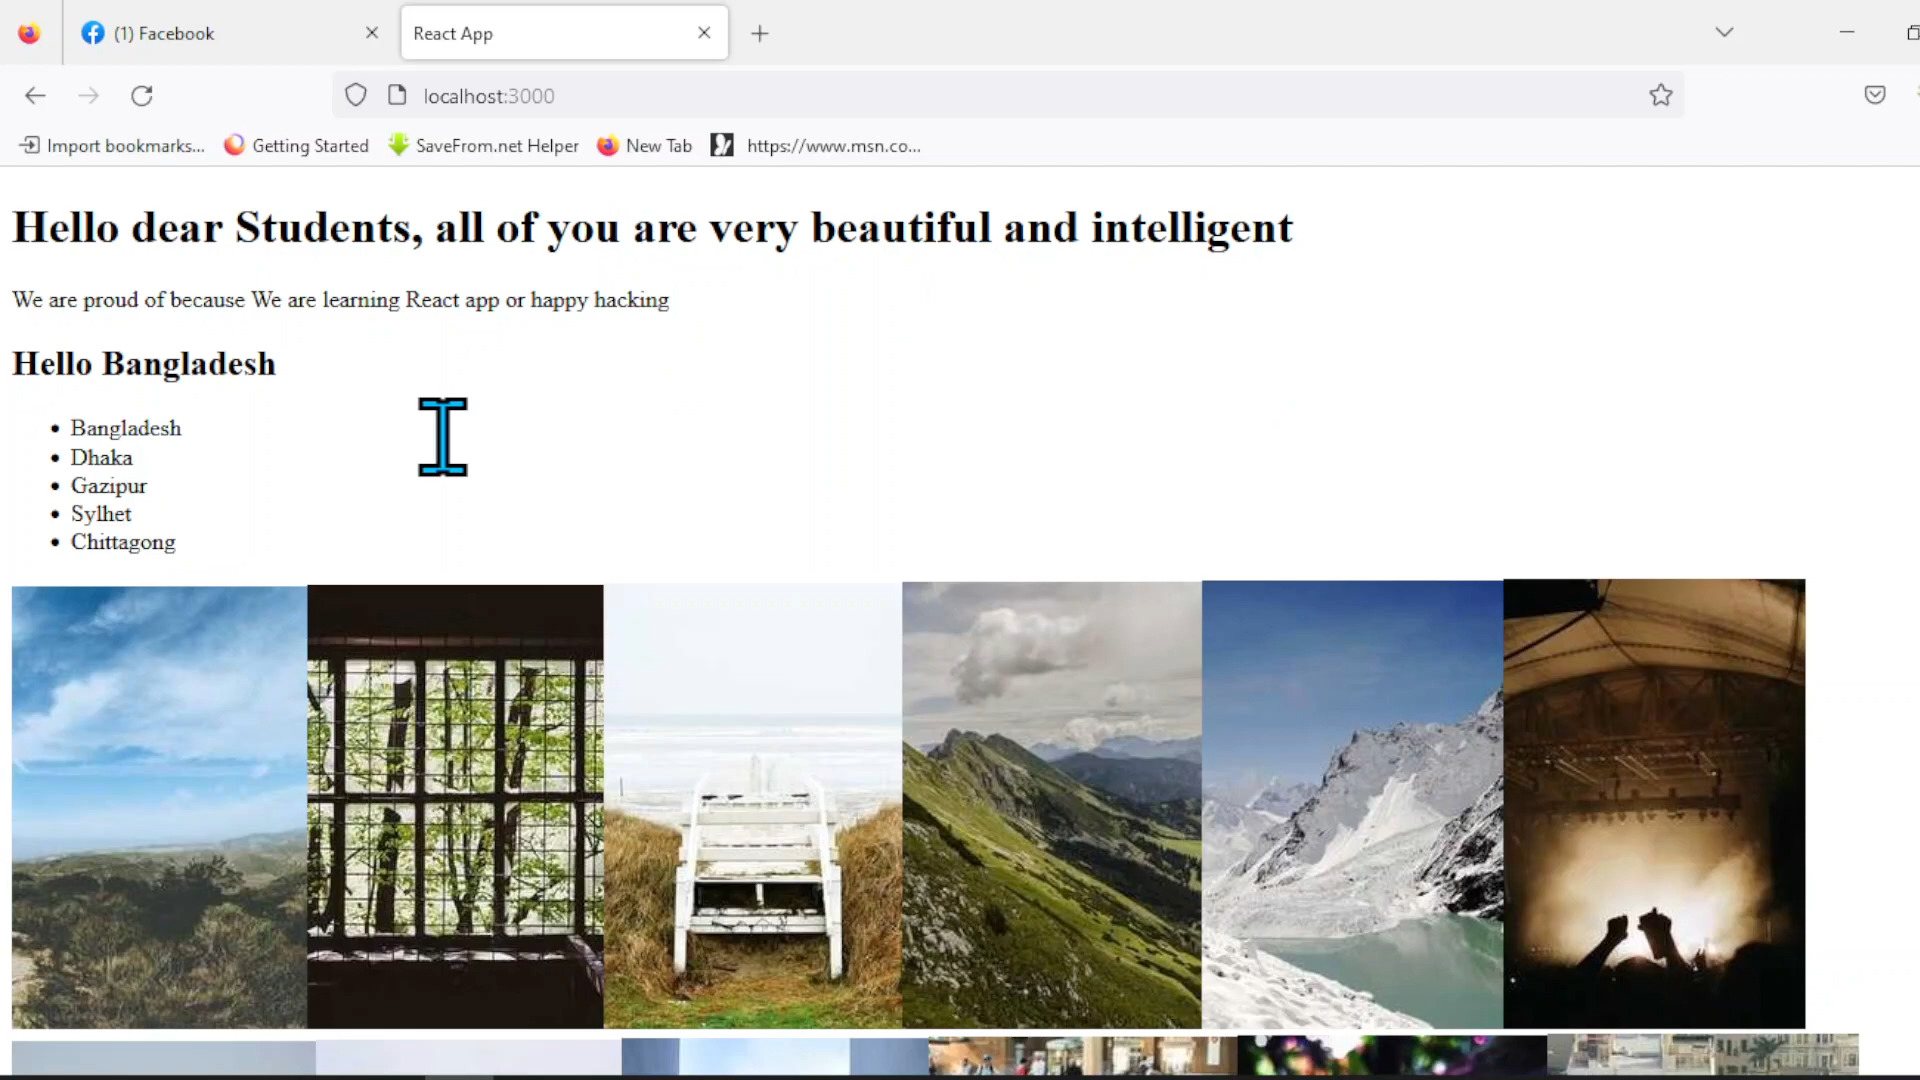 (1) Facebook
React App
localhost:3000
Import bookmarks...
Getting Started
SaveFrom.net Helper
New Tab
https://www.msn.co...
Hello dear Students, all of you are very beautiful and intelligent
We are proud of because We are learning React app or happy hacking
Hello Bangladesh
Bangladesh
Dhaka
Gazipur
Sylhet
Chittagong